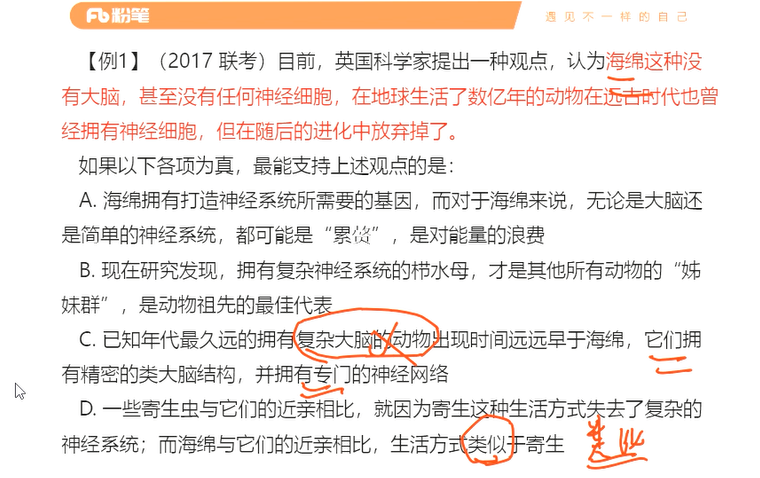 粉笔
遇见不一样的自己
【例1】（2017 联考）目前，英国科学家提出一种观点，认为海绵这种没
有大脑，甚至没有任何神经细胞，在地球生活了数亿年的动物在远古时代也曾
经拥有神经细胞，但在随后的进化中放弃掉了。
如果以下各项为真，最能支持上述观点的是：
A. 海绵拥有打造神经系统所需要的基因，而对于海绵来说，无论是大脑还
是简单的神经系统，都可能是“累赘”，是对能量的浪费
B. 现在研究发现，拥有复杂神经系统的栉水母，才是其他所有动物的“姊
妹群”，是动物祖先的最佳代表
C. 已知年代最久远的拥有复杂大脑的动物出现时间远远早于海绵，它们拥
有精密的类大脑结构，并拥有专门的神经网络
D. 一些寄生虫与它们的近亲相比，就因为寄生这种生活方式失去了复杂的
神经系统；而海绵与它们的近亲相比，生活方式类似于寄生
类比